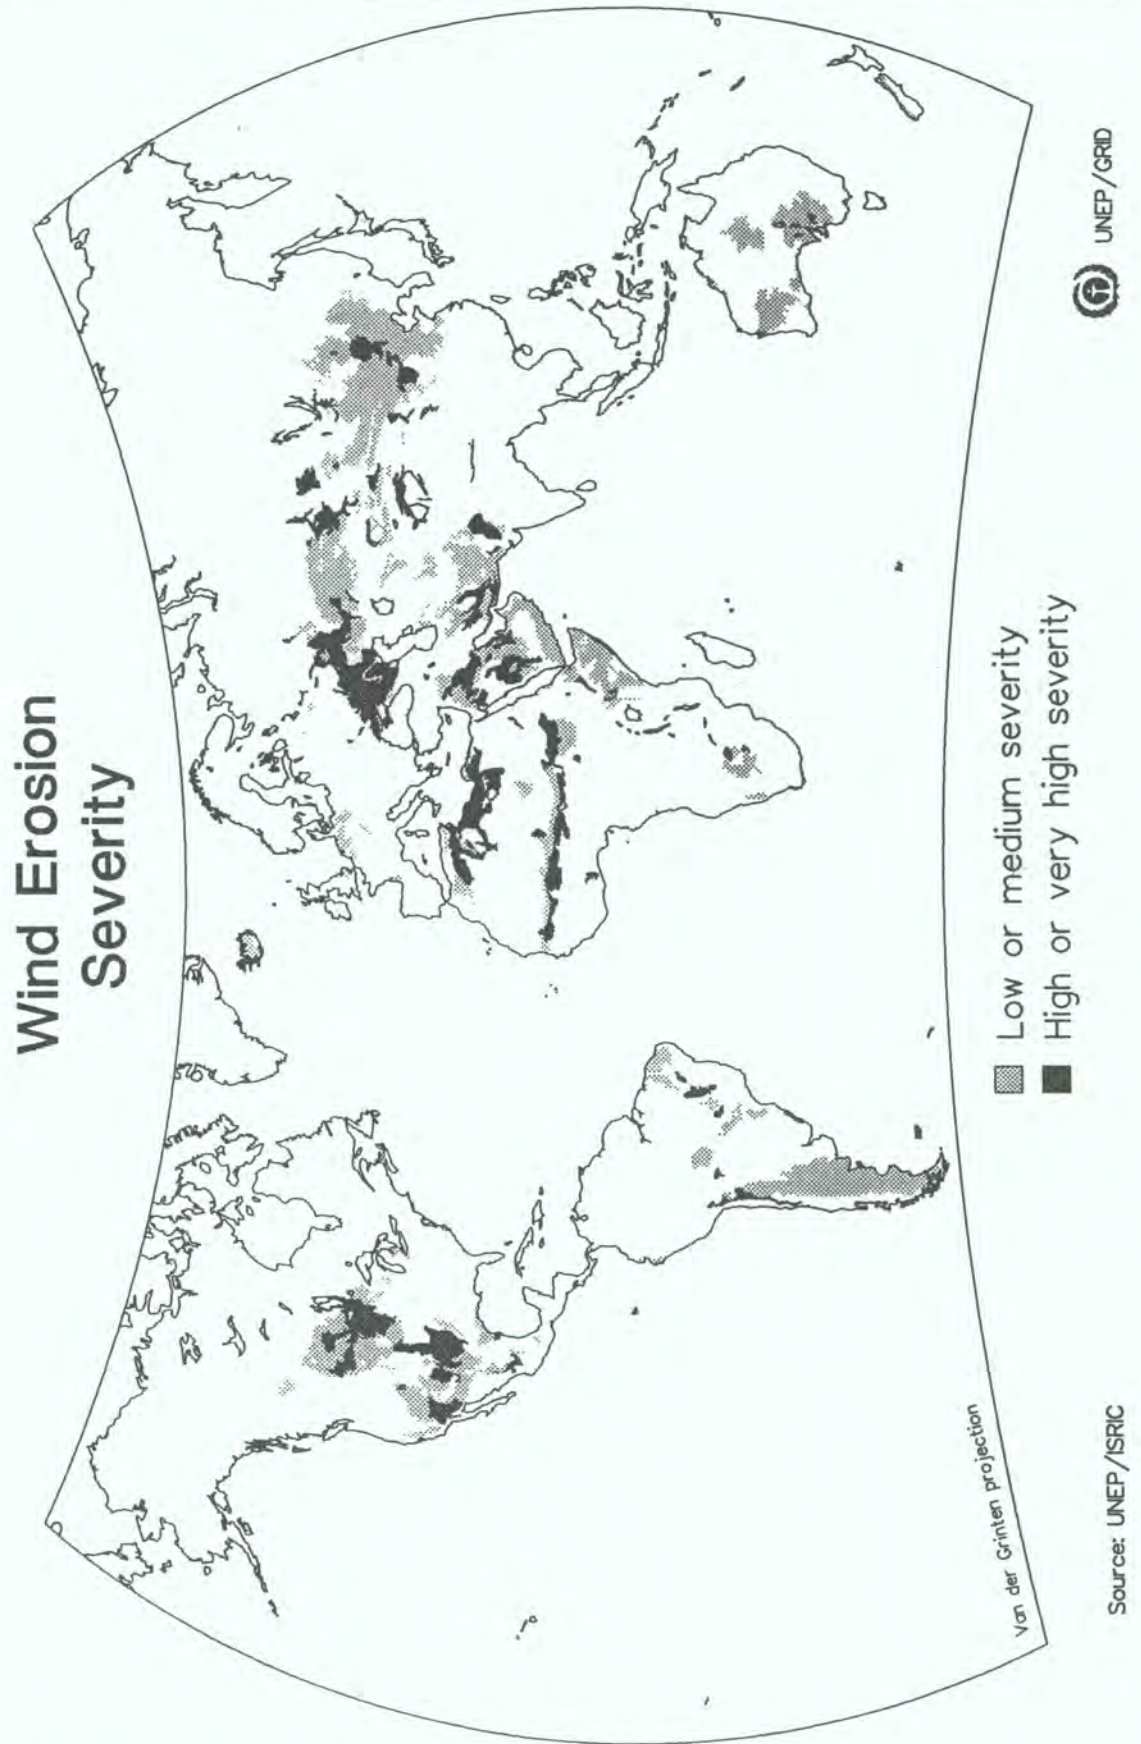 Wind Erosion
Severity
Low or medium severity
High or very high severity
Van der Grinten projection
Source: UNEP/ISRIC
UNEP/GRID